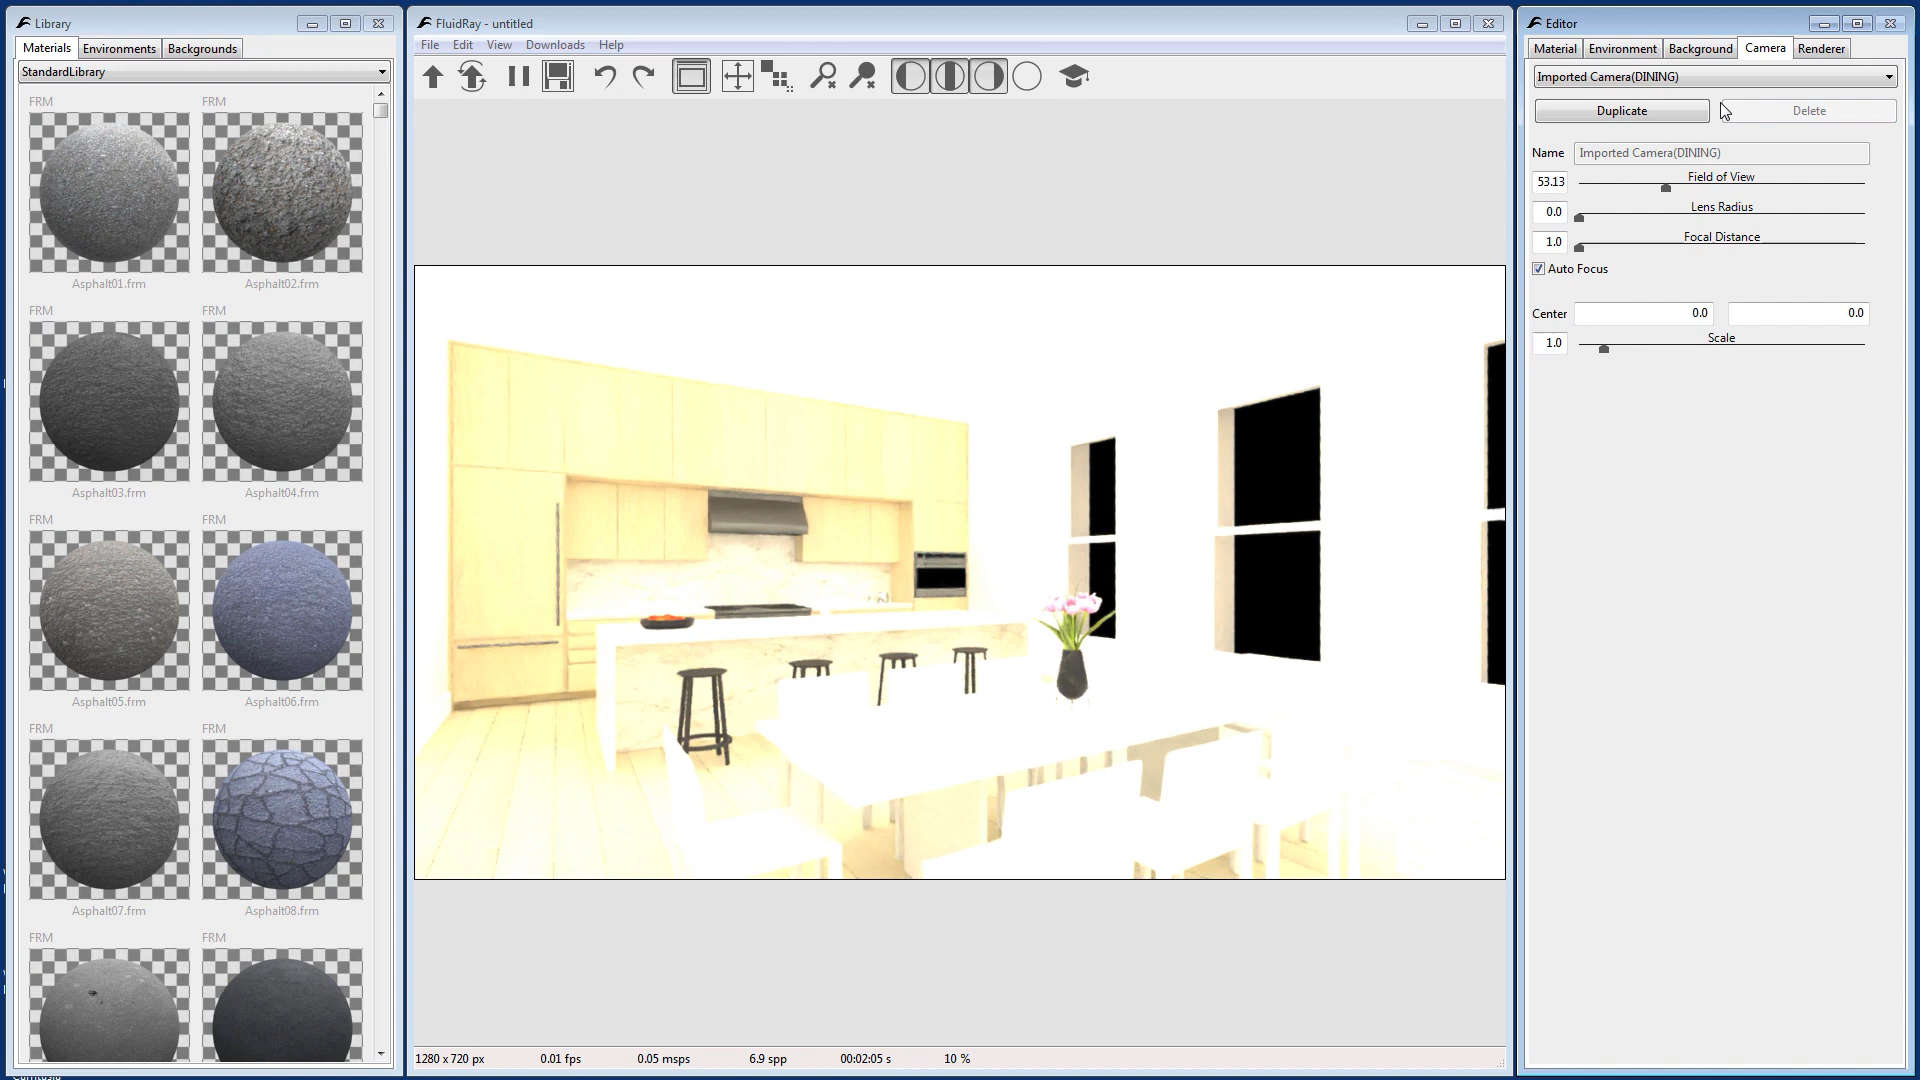 Library
Materials Environments Backgrounds
StandardLibrary
FRM FRM
Asphalt01.frm Asphalt02.frm
FRM FRM
Asphalt03.frm Asphalt04.frm
FRM FRM
Asphalt05.frm Asphalt06.frm
FRM FRM
Asphalt07.frm Asphalt08.frm
FRM FRM
FluidRay - untitled
File Edit View Downloads Help
1280 x 720 px 0.01 fps 0.05 msps 6.9 spp 00:02:05 s 10 %
Editor
Material Environment Background Camera Renderer
Imported Camera(DINING)
Duplicate Delete
Name Imported Camera(DINING)
53.13 Field of View
0.0 Lens Radius
1.0 Focal Distance
Auto Focus
Center 0.0 0.0
1.0 Scale